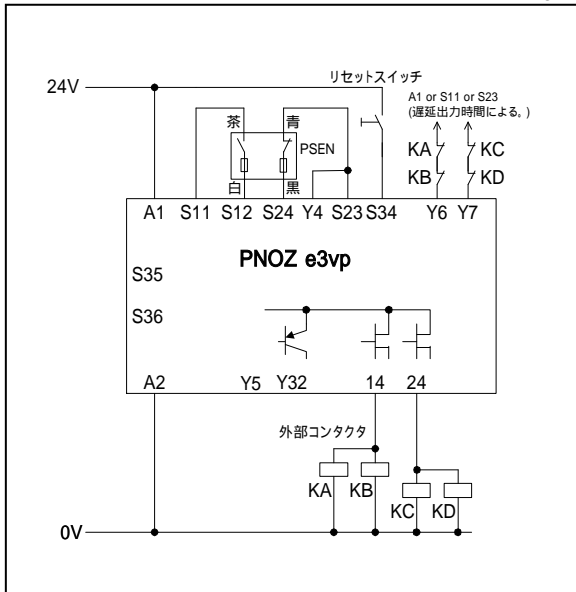 リセットスイッチ
24V
A1 or S11 or S23
(遅延出力時間による。)
茶 青
PSEN
KA KC
KB KD
白 黒
A1 S11 S12 S24 Y4 S23 S34 Y6 Y7
PNOZ e3vp
S35
S36
A2 Y5 Y32 14 24
外部コンタクタ
KA KB
KC KD
0V